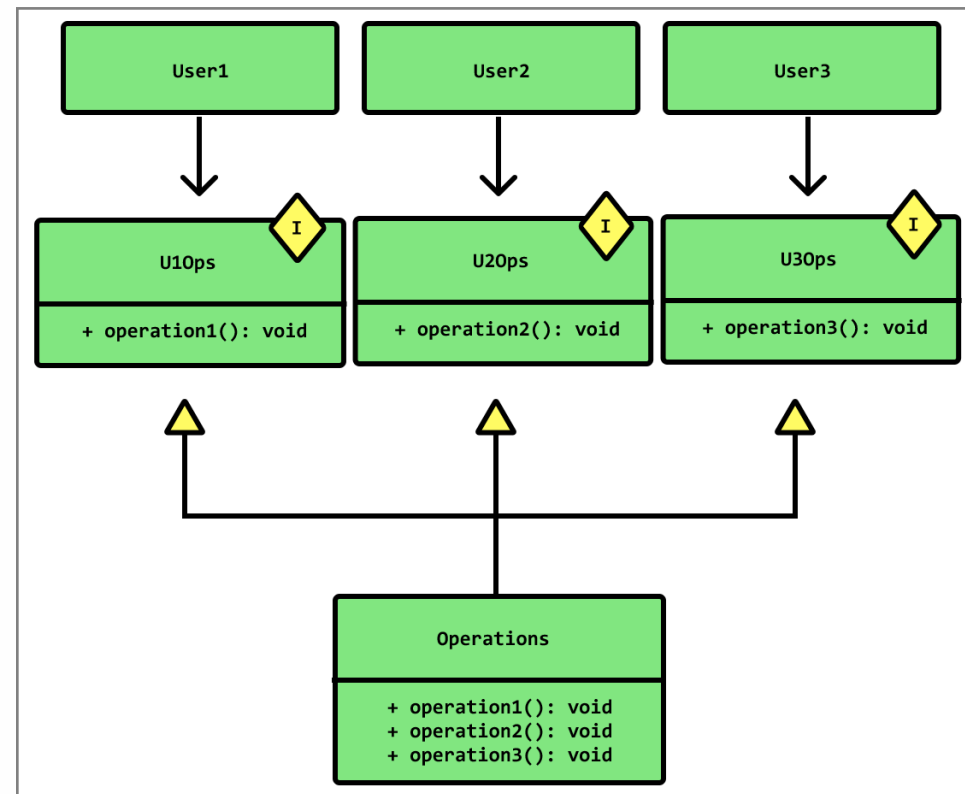 User1
User2
User3
I
I
I
U1Ops
U2Ops
U3Ops
+ operation1(): void
+ operation2(): void
+ operation3(): void
Operations
+ operation1(): void
+ operation2(): void
+ operation3(): void